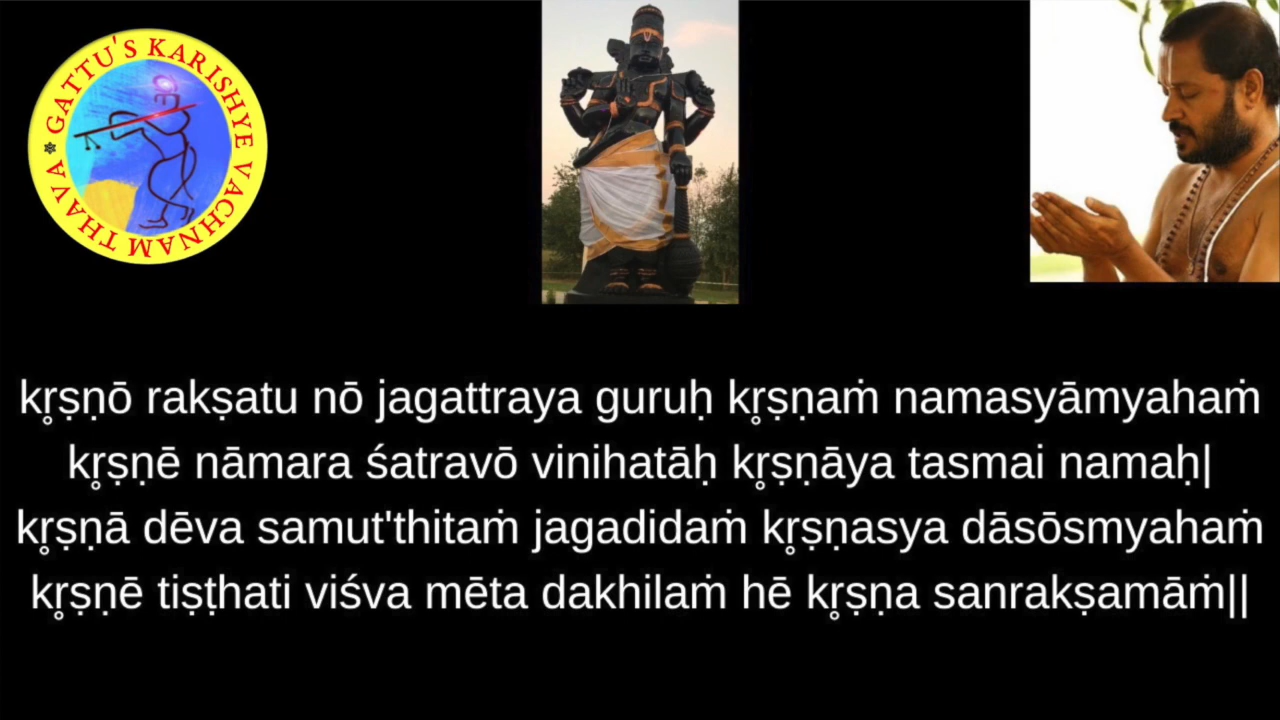 GATTU'S KARISHYE VACHNAM THAVA
kr̥ṣṇō rakṣatu nō jagattraya guruḥ kr̥ṣṇaṁ namasyāmyahaṁ
kr̥ṣṇē nāmara śatravō vinihatāḥ kr̥ṣṇāya tasmai namaḥ|
kr̥ṣṇā dēva samut'thitaṁ jagadidaṁ kr̥ṣṇasya dāsōsmyahaṁ
kr̥ṣṇē tiṣṭhati viśva mēta dakhilaṁ hē kr̥ṣṇa sanrakṣamāṁ||